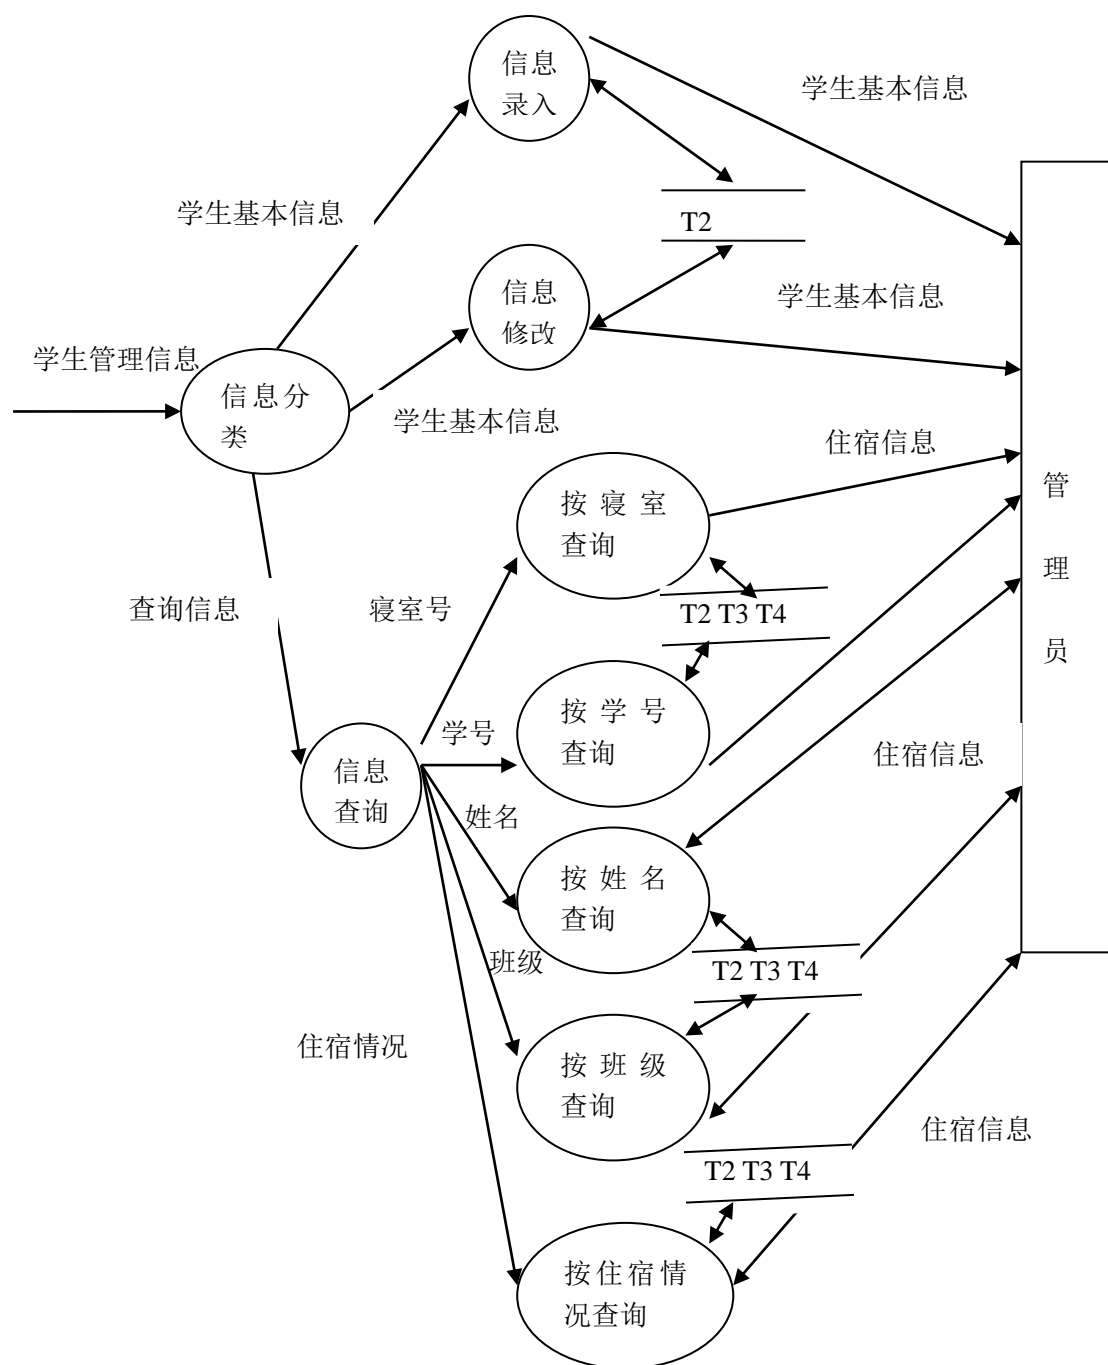 信息
录入
学生基本信息
学生基本信息
T2
信息
修改
学生基本信息
学生管理信息
信息分
类
学生基本信息
住宿信息
按寝室
查询
管
理
员
查询信息
寝室号
T2 T3 T4
按学号
查询
学号
住宿信息
信息
查询
姓名
按姓名
查询
班级
T2 T3 T4
住宿情况
按班级
查询
住宿信息
T2 T3 T4
按住宿情
况查询